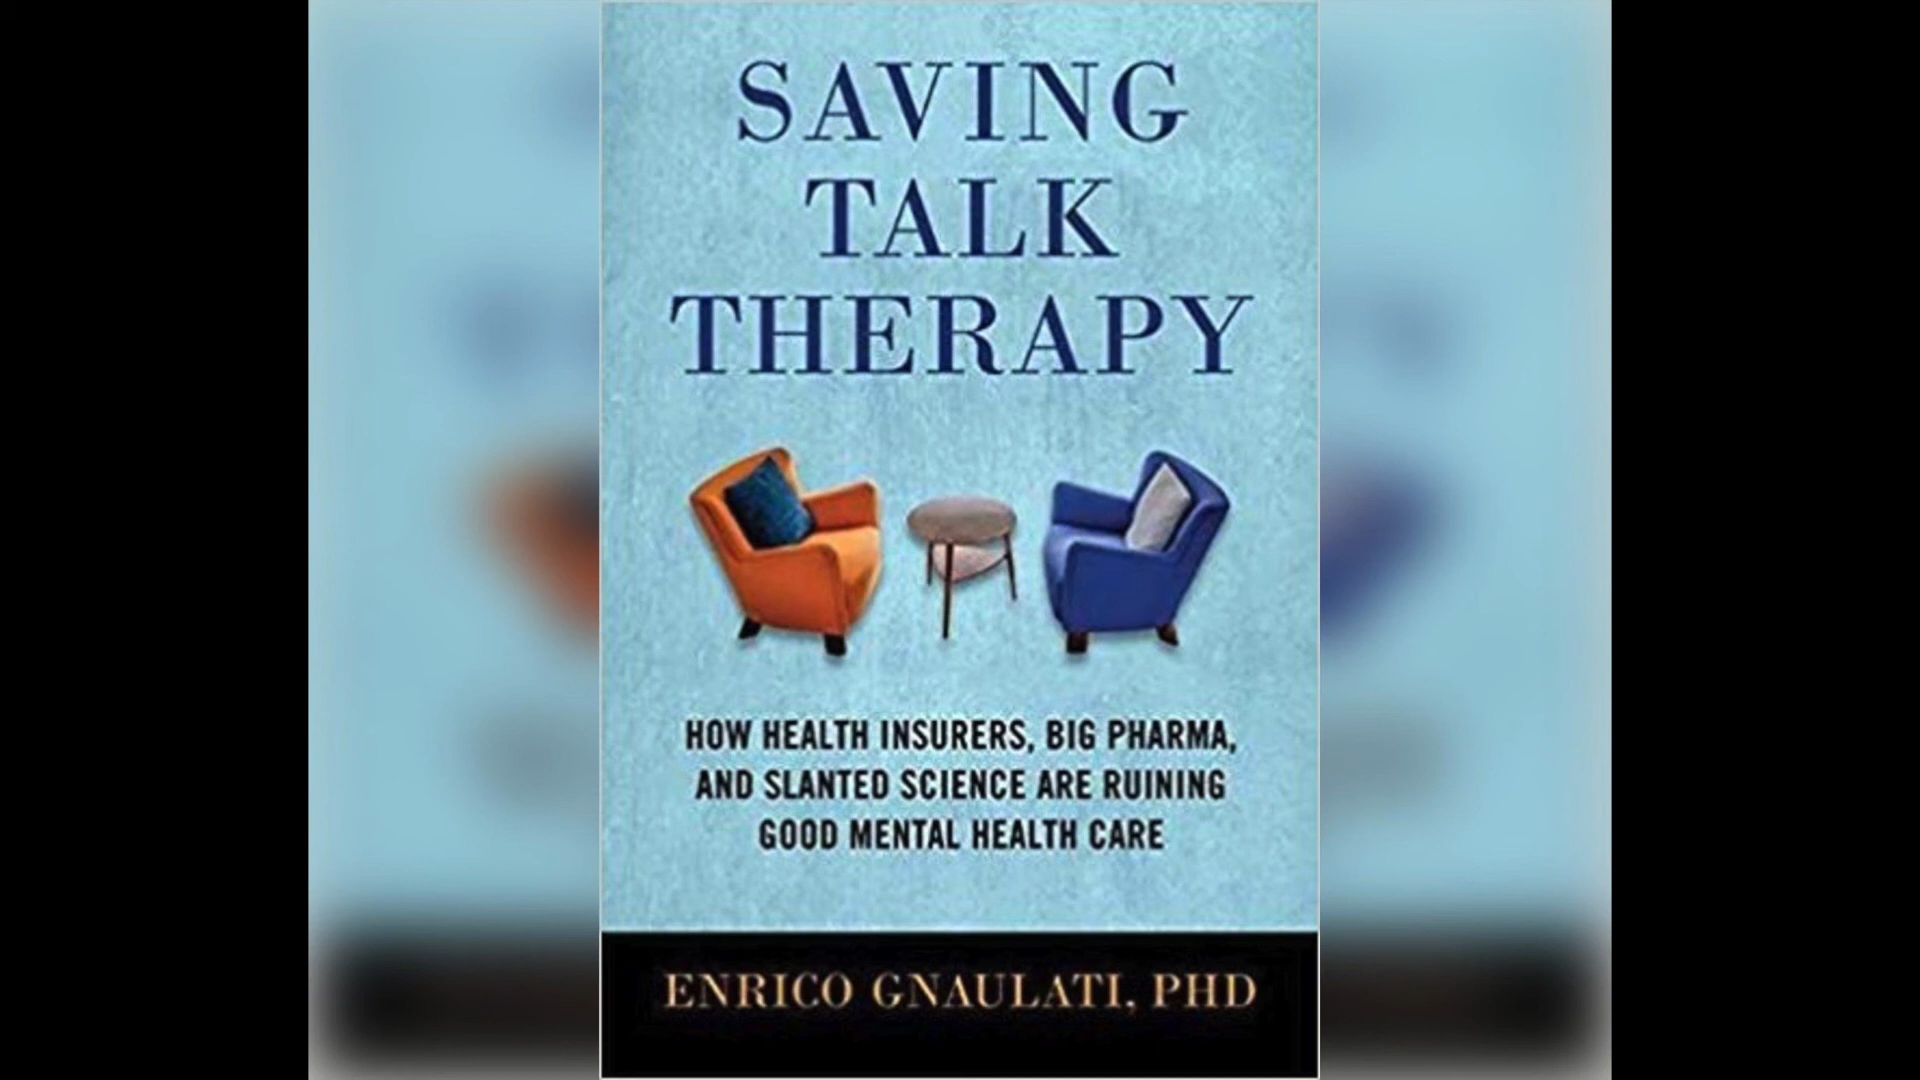 SAVING
TALK
THERAPY
HOW HEALTH INSURERS, BIG PHARMA,
AND SLANTED SCIENCE ARE RUINING
GOOD MENTAL HEALTH CARE
ENRICO GNAULATI, PHD